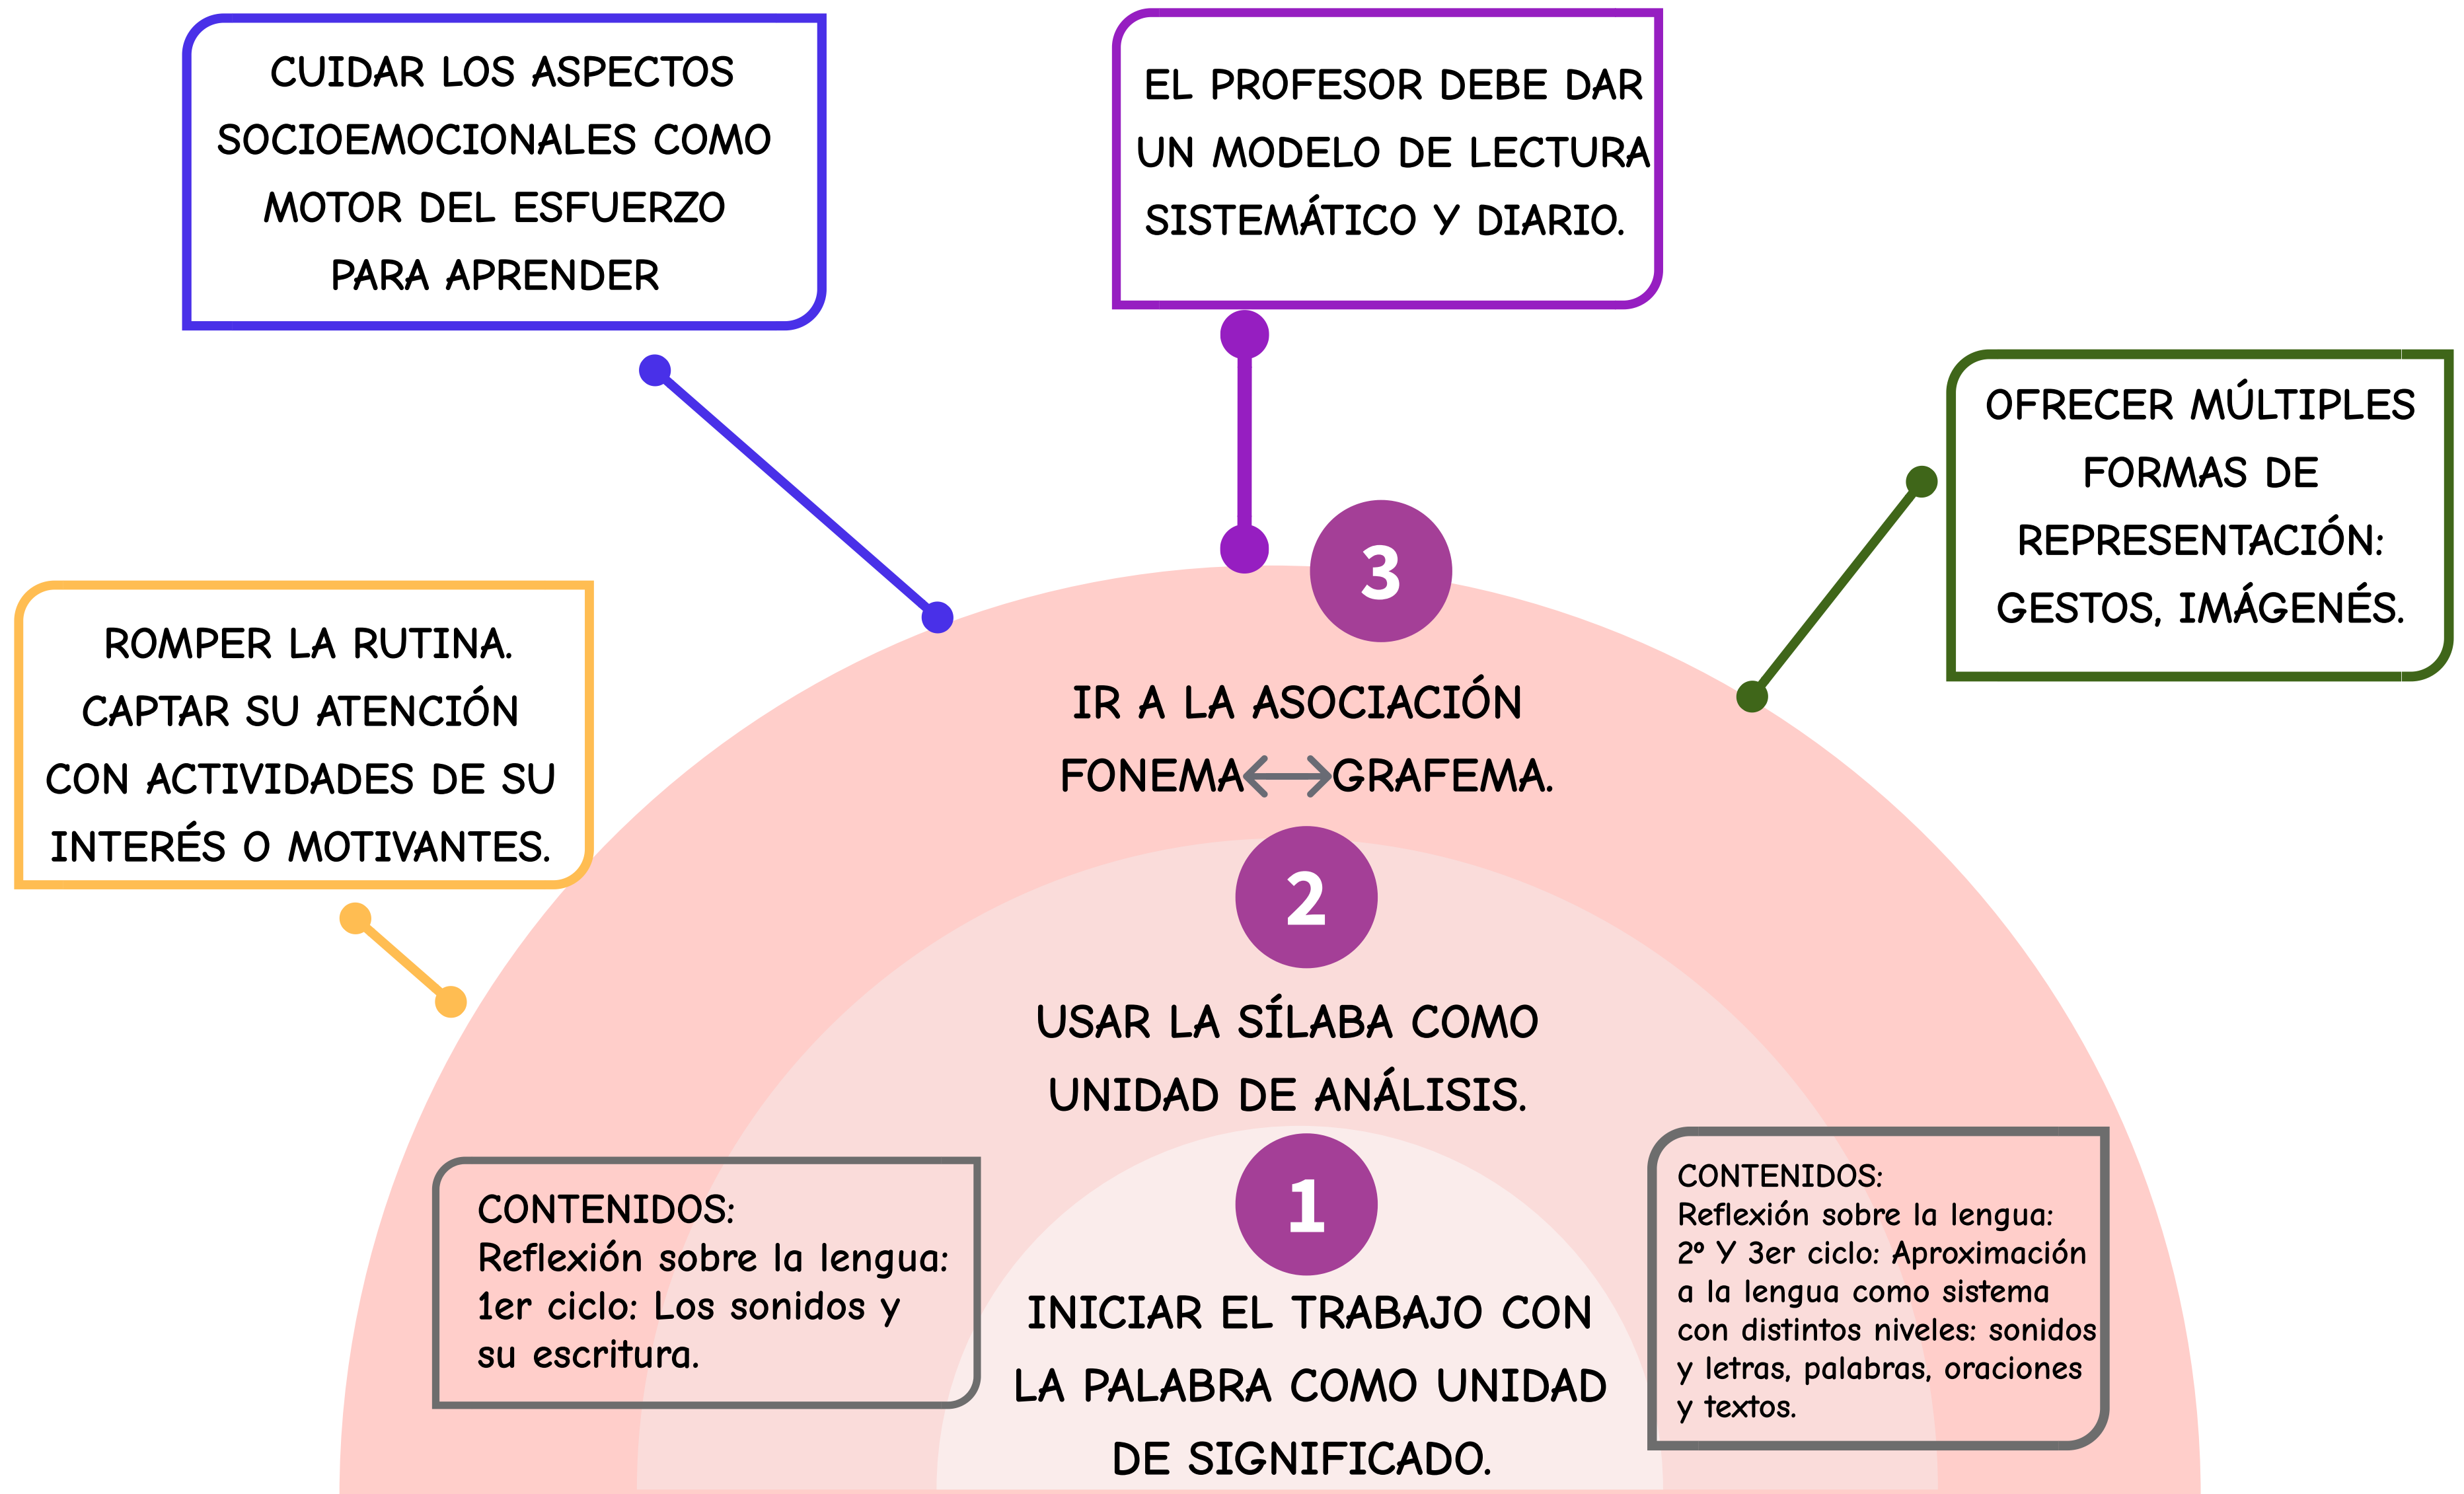 CUIDAR LOS ASPECTOS
SOCIOEMOCIONALES COMO
MOTOR DEL ESFUERZO
PARA APRENDER
EL PROFESOR DEBE DAR
UN MODELO DE LECTURA
SISTEMÁTICO Y DIARIO.
OFRECER MÚLTIPLES
FORMAS DE
REPRESENTACIÓN:
GESTOS, IMÁGENÉS.
ROMPER LA RUTINA.
CAPTAR SU ATENCIÓN
CON ACTIVIDADES DE SU
INTERÉS O MOTIVANTES.
3
IR A LA ASOCIACIÓN
FONEMA↔GRAFEMA.
2
USAR LA SÍLABA COMO
UNIDAD DE ANÁLISIS.
1
INICIAR EL TRABAJO CON
LA PALABRA COMO UNIDAD
DE SIGNIFICADO.
CONTENIDOS:
Reflexión sobre la lengua:
1er ciclo: Los sonidos y
su escritura.
CONTENIDOS:
Reflexión sobre la lengua:
2º Y 3er ciclo: Aproximación
a la lengua como sistema
con distintos niveles: sonidos
y letras, palabras, oraciones
y textos.